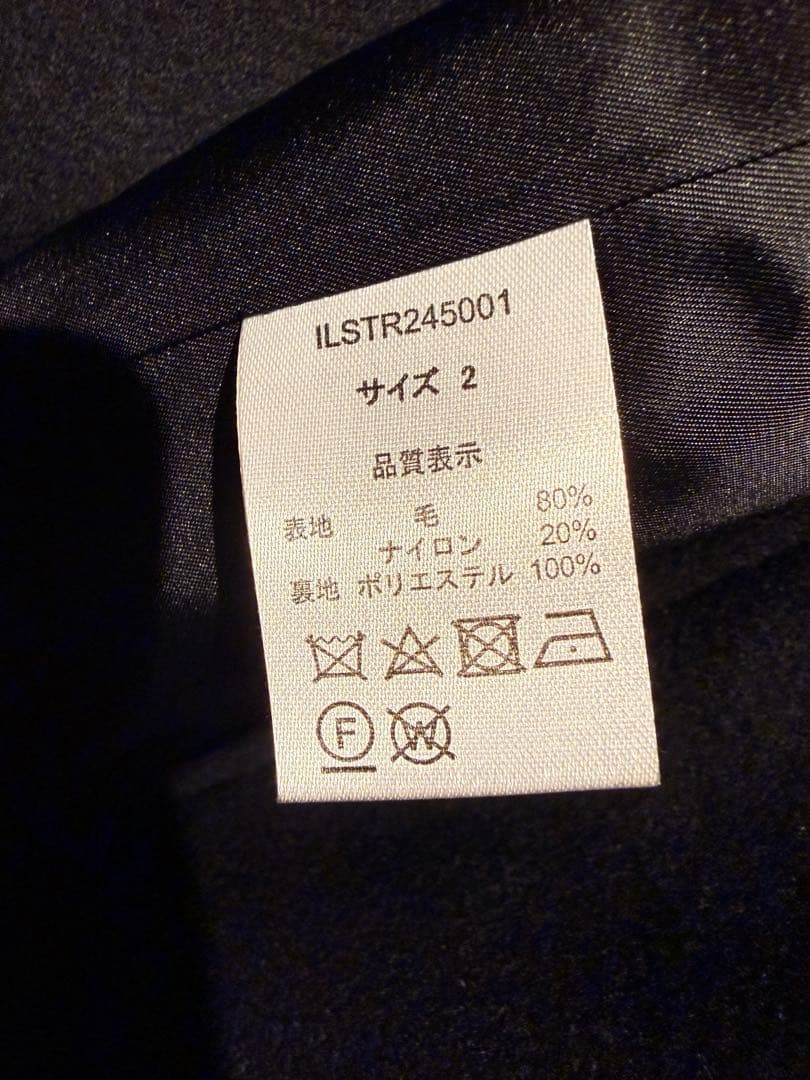 ILSTR245001
サイズ 2
品質表示
表地 毛 80%
ナイロン 20%
裏地 ポリエステル 100%
F W